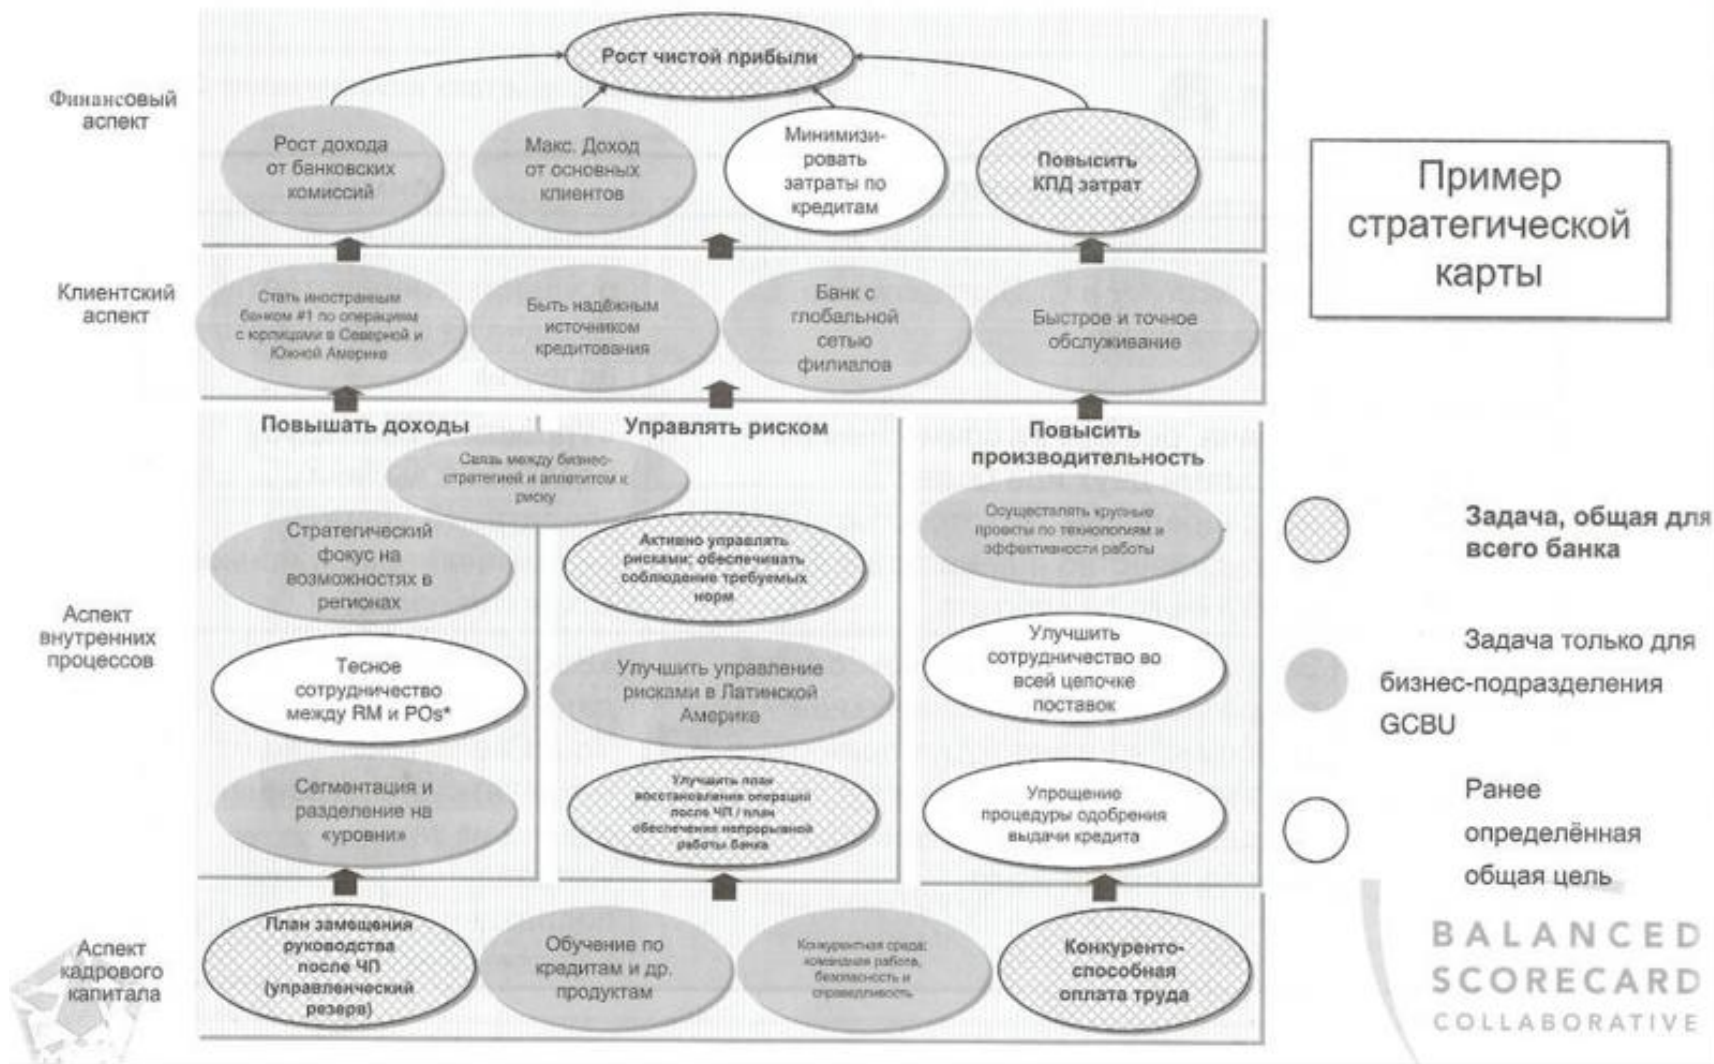 Финансовый
аспект
Рост чистой прибыли
Рост дохода
от банковских
комиссий
Макс. Доход
от основных
клиентов
Минимизи-
ровать
затраты по
кредитам
Повысить
КПД затрат
Пример
стратегической
карты
Клиентский
аспект
Стать иностранным
банком #1 по операциям
с юрлицами в Северной и
Южной Америке
Быть надёжным
источником
кредитования
Банк с
глобальной
сетью
филиалов
Быстрое и точное
обслуживание
Аспект
внутренних
процессов
Повышать доходы
Управлять риском
Повысить
производительность
Связь между бизнес-
стратегией и аппетитом к
риску
Стратегический
фокус на
возможностях в
регионах
Тесное
сотрудничество
между RM и POs*
Сегментация и
разделение на
«уровни»
Активно управлять
рисками; обеспечивать
соблюдение требуемых
норм
Улучшить управление
рисками в Латинской
Америке
Улучшить план
восстановления операций
после ЧП / план
обеспечения непрерывной
работы банка
Осуществлять крупные
проекты по технологиям и
эффективности работы
Улучшить
сотрудничество во
всей цепочке
поставок
Упрощение
процедуры одобрения
выдачи кредита
Аспект
кадрового
капитала
План замещения
руководства
после ЧП
(управленческий
резерв)
Обучение по
кредитам и др.
продуктам
Конкурентная среда:
командная работа,
безопасность и
справедливость
Конкуренто-
способная
оплата труда
Задача, общая для
всего банка
Задача только для
бизнес-подразделения
GCBU
Ранее
определённая
общая цель
BALANCED
SCORECARD
COLLABORATIVE